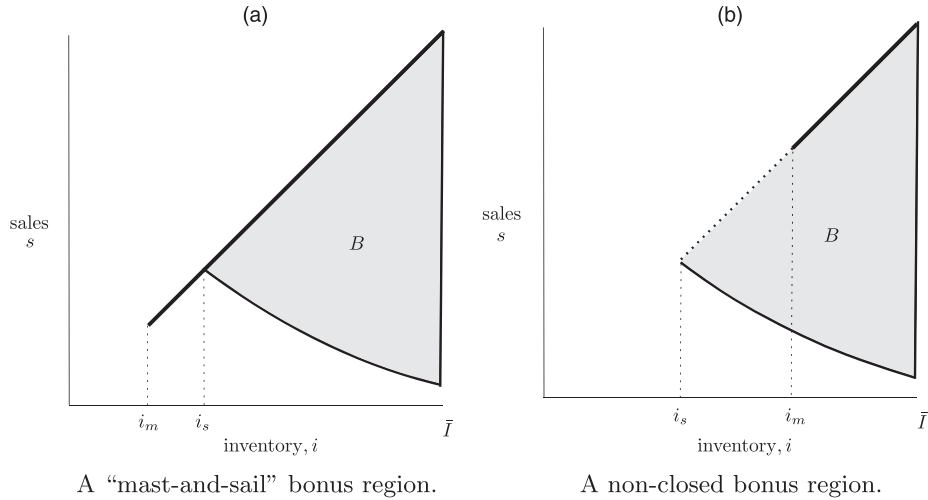 (a)
sales
s
B
i_m
i_s
Ī
inventory, i
A “mast-and-sail” bonus region.
(b)
sales
s
B
i_s
i_m
Ī
inventory, i
A non-closed bonus region.